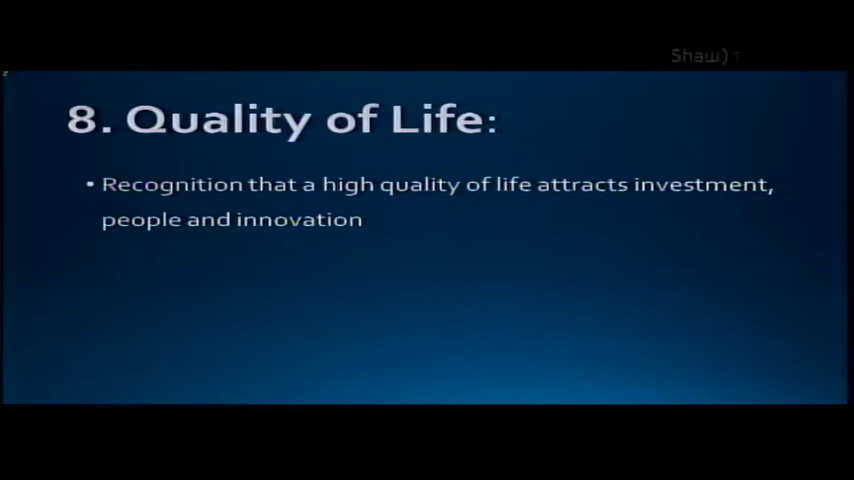 Shaw)
8. Quality of Life:
• Recognition that a high quality of life attracts investment,
people and innovation